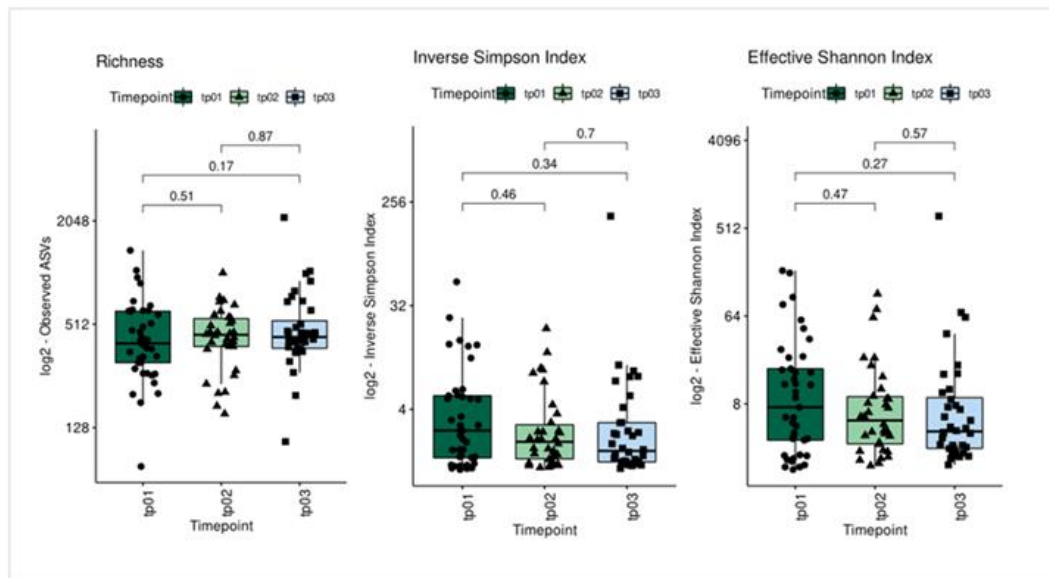 Richness
Timepoint tp01 tp02 tp03
0.87
0.17
0.51
2048
512
128
log2 - Observed ASVs
tp01
tp02
tp03
Timepoint
Inverse Simpson Index
Timepoint tp01 tp02 tp03
0.7
0.34
0.46
256
32
4
log2 - Inverse Simpson Index
tp01
tp02
tp03
Timepoint
Effective Shannon Index
Timepoint tp01 tp02 tp03
4096
0.57
0.27
0.47
512
64
8
log2 - Effective Shannon Index
tp01
tp02
tp03
Timepoint